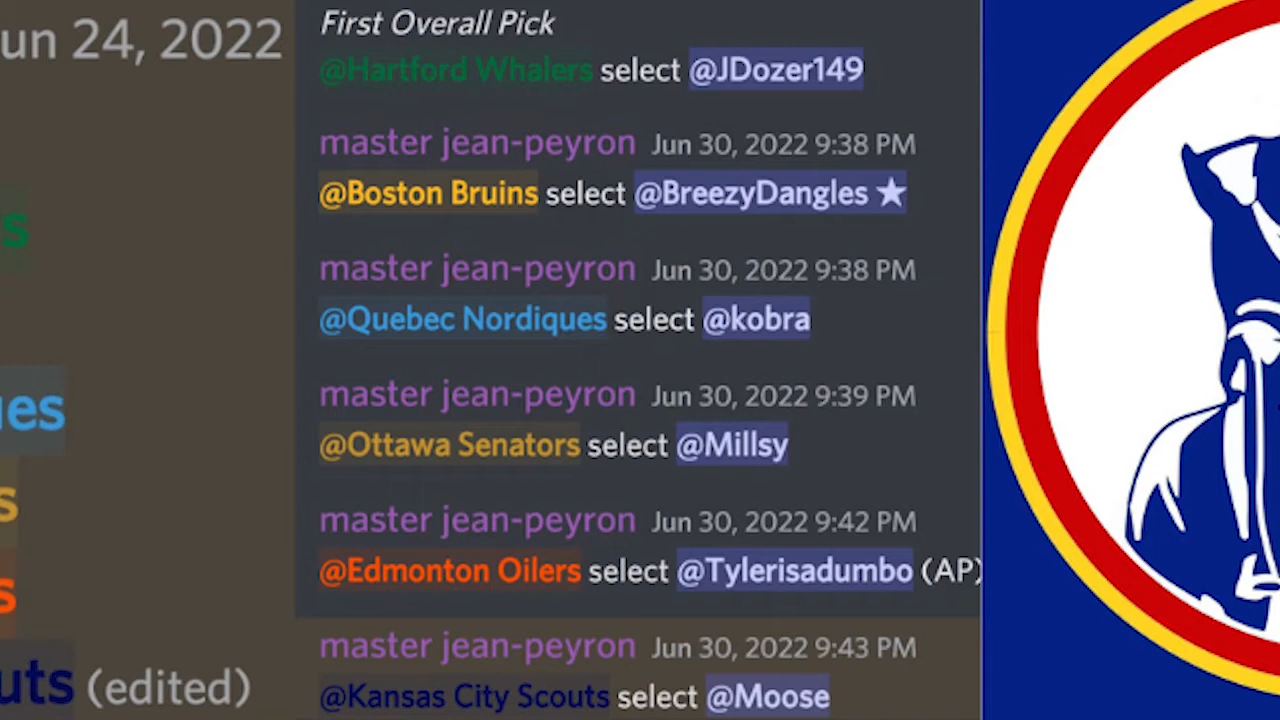 un 24, 2022
s
ues
s
s
uts (edited)
First Overall Pick
@Hartford Whalers select @JDozer149
master jean-peyron Jun 30, 2022 9:38 PM
@Boston Bruins select @BreezyDangles ★
master jean-peyron Jun 30, 2022 9:38 PM
@Quebec Nordiques select @kobra
master jean-peyron Jun 30, 2022 9:39 PM
@Ottawa Senators select @Millsy
master jean-peyron Jun 30, 2022 9:42 PM
@Edmonton Oilers select @Tylerisadumbo (AP)
master jean-peyron Jun 30, 2022 9:43 PM
@Kansas City Scouts select @Moose